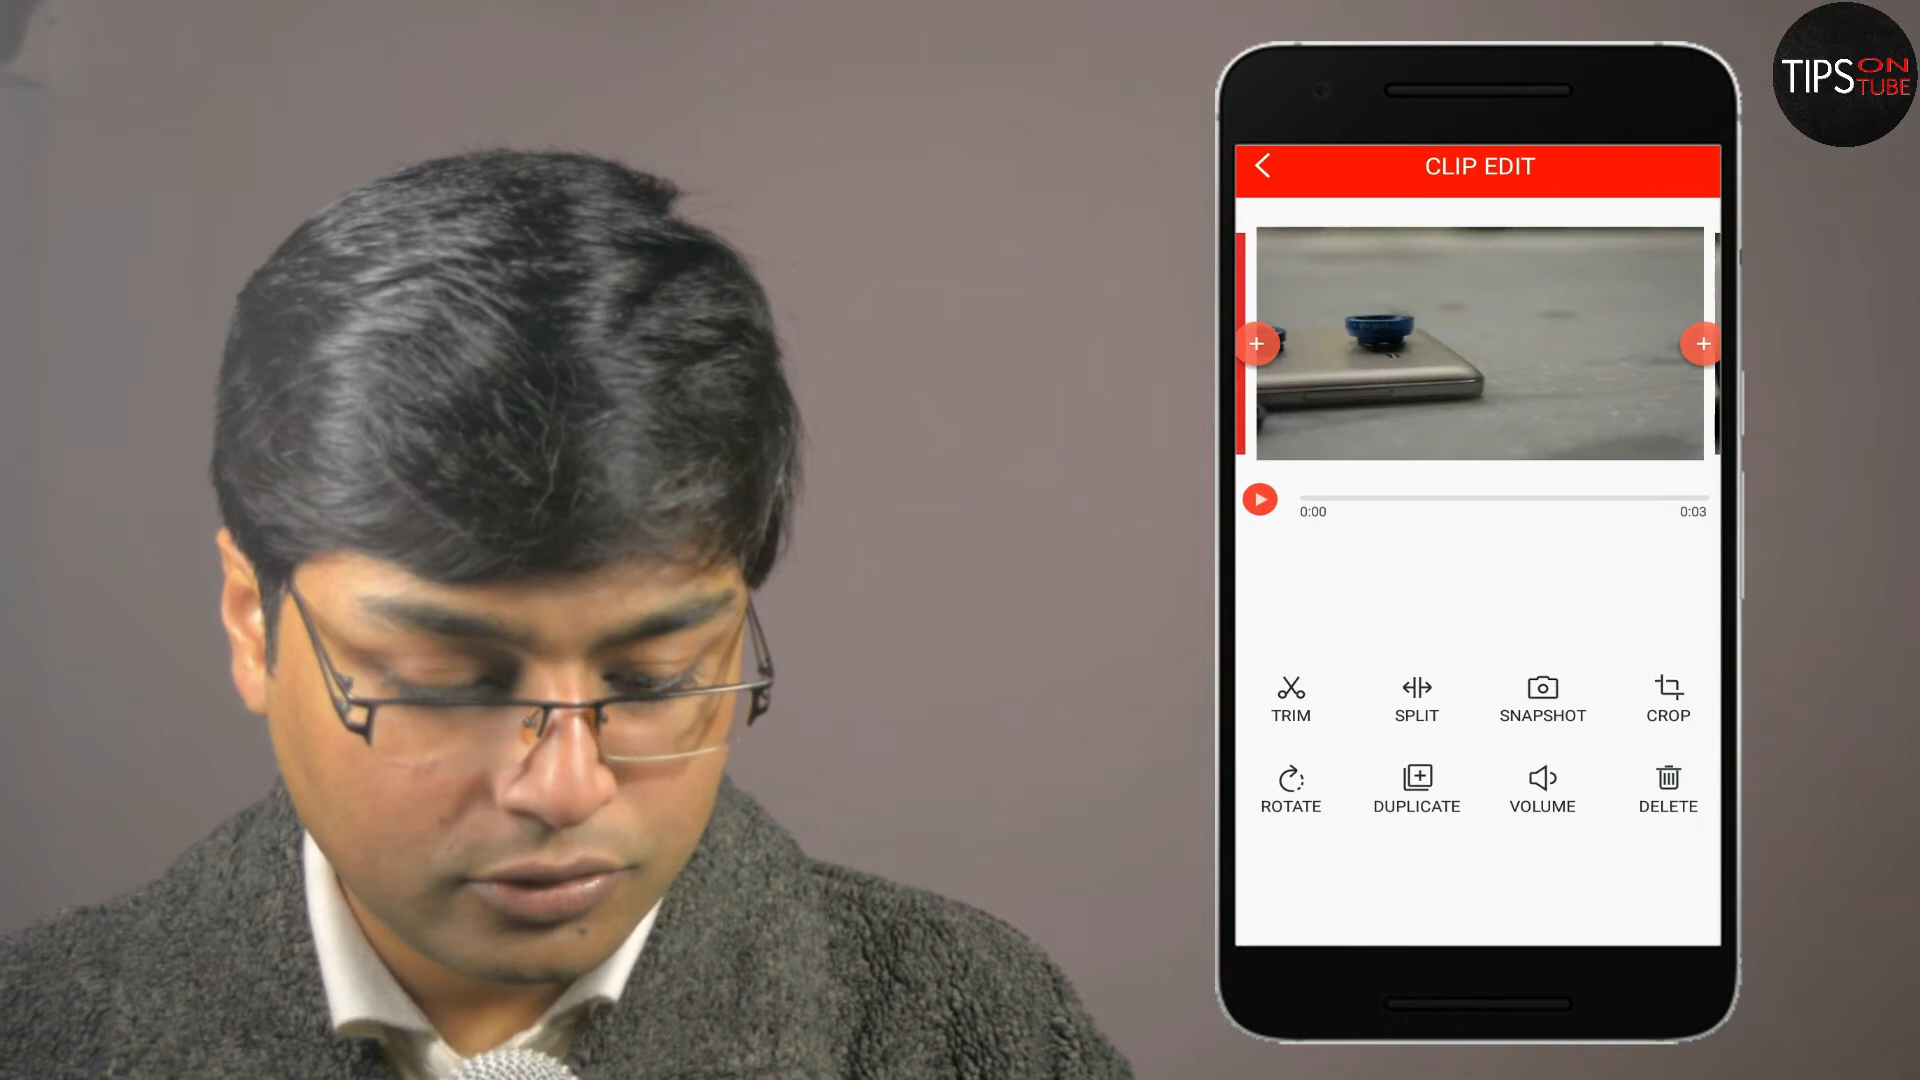 TIPS ON TUBE
CLIP EDIT
0:00 0:03
TRIM SPLIT SNAPSHOT CROP
ROTATE DUPLICATE VOLUME DELETE